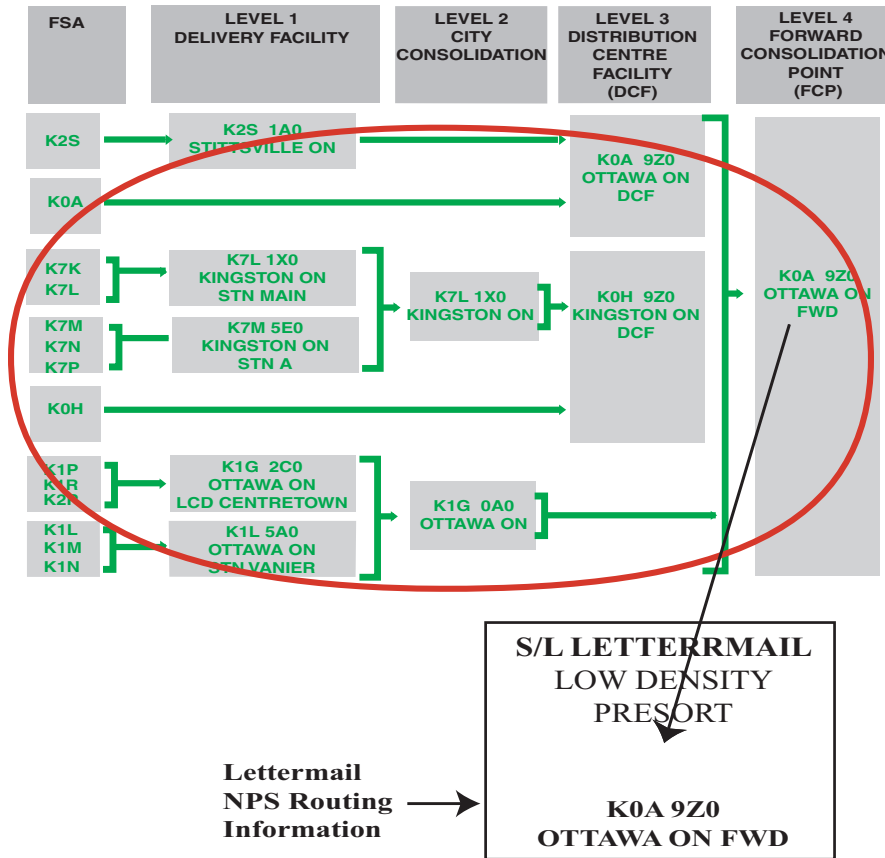 FSA
LEVEL 1
DELIVERY FACILITY
LEVEL 2
CITY
CONSOLIDATION
LEVEL 3
DISTRIBUTION
CENTRE
FACILITY
(DCF)
LEVEL 4
FORWARD
CONSOLIDATION
POINT
(FCP)
K2S
K2S 1A0
STITTSVILLE ON
K0A 9Z0
OTTAWA ON
DCF
K0A
K7K
K7L
K7L 1X0
KINGSTON ON
STN MAIN
K7L 1X0
KINGSTON ON
K0H 9Z0
KINGSTON ON
DCF
K0A 9Z0
OTTAWA ON
FWD
K7M
K7N
K7P
K7M 5E0
KINGSTON ON
STN A
K0H
K1P
K1R
K2P
K1G 2C0
OTTAWA ON
LCD CENTRETOWN
K1G 0A0
OTTAWA ON
K1L
K1M
K1N
K1L 5A0
OTTAWA ON
STN VANIER
S/L LETTERRMAIL
LOW DENSITY
PRESORT
Lettermail
NPS Routing
Information
K0A 9Z0
OTTAWA ON FWD